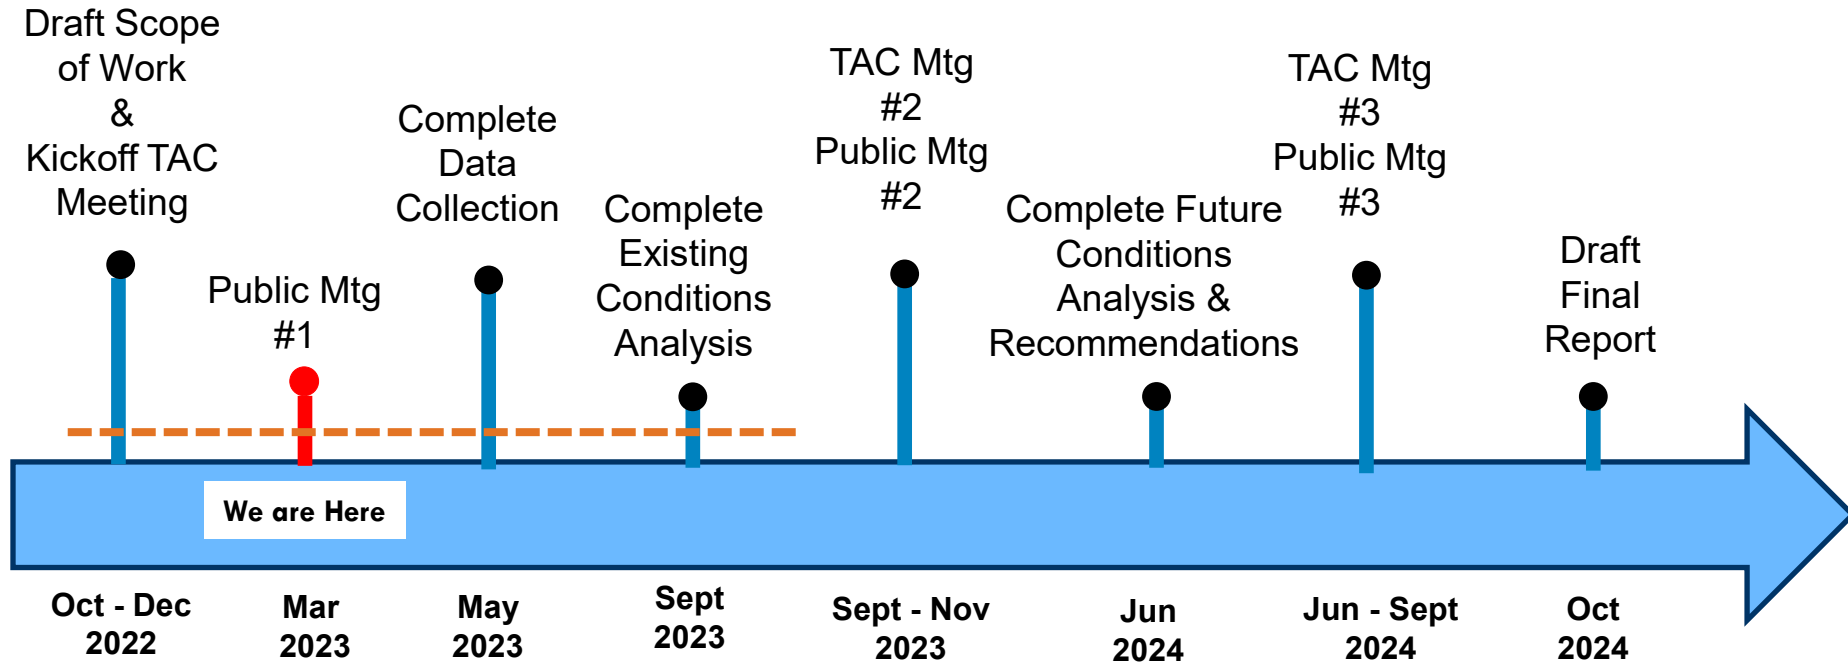 Draft Scope
of Work
&
Kickoff TAC
Meeting
Public Mtg
#1
Complete
Data
Collection
Complete
Existing
Conditions
Analysis
TAC Mtg
#2
Public Mtg
#2
Complete Future
Conditions
Analysis &
Recommendations
TAC Mtg
#3
Public Mtg
#3
Draft
Final
Report
We are Here
Oct - Dec
2022
Mar
2023
May
2023
Sept
2023
Sept - Nov
2023
Jun
2024
Jun - Sept
2024
Oct
2024